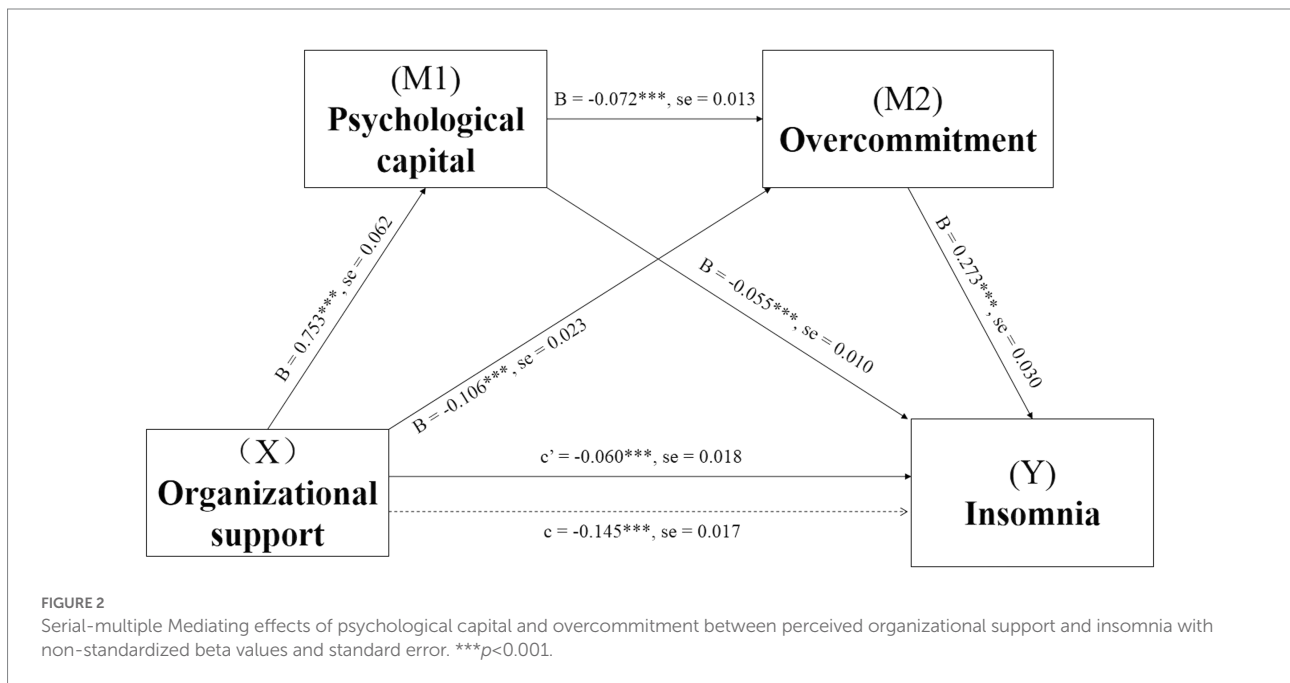 (M1)
Psychological
capital
B = -0.072***, se = 0.013
(M2)
Overcommitment
B = 0.753***, se = 0.062
B = -0.106***, se = 0.023
B = -0.055***, se = 0.010
B = 0.273***, se = 0.030
（X）
Organizational
support
c’ = -0.060***, se = 0.018
c = -0.145***, se = 0.017
(Y)
Insomnia
FIGURE 2
Serial-multiple Mediating effects of psychological capital and overcommitment between perceived organizational support and insomnia with
non-standardized beta values and standard error. ***p<0.001.